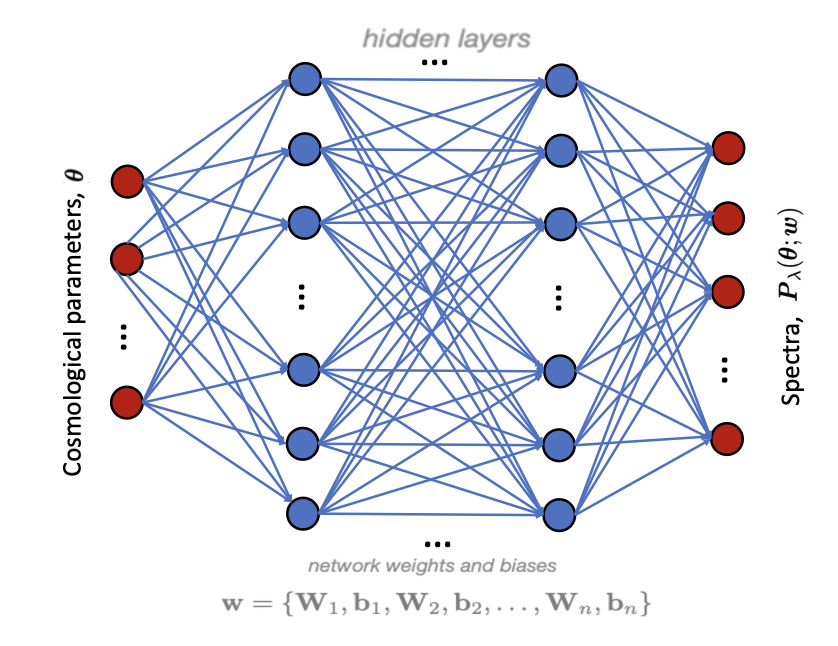 hidden layers
...
Cosmological parameters, θ
...
...
...
...
Spectra, P_λ(θ; w)
...
network weights and biases
w = {W₁, b₁, W₂, b₂, . . . , Wₙ, bₙ}